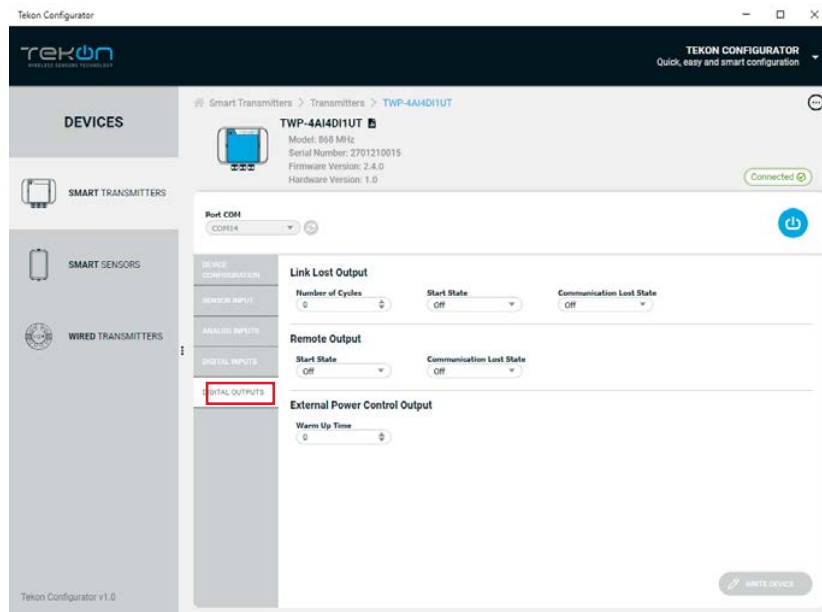 Tekon Configurator
TEKON
WIRELESS SENSORS TECHNOLOGY
TEKON CONFIGURATOR
Quick, easy and smart configuration
DEVICES
SMART TRANSMITTERS
SMART SENSORS
WIRED TRANSMITTERS
Tekon Configurator v1.0
Smart Transmitters > Transmitters > TWP-4AI4DI1UT
TWP-4AI4DI1UT
Model: 868 MHz
Serial Number: 2701210015
Firmware Version: 2.4.0
Hardware Version: 1.0
Connected
Port COM
COM14
DEVICE
CONFIGURATION
SENSOR INPUT
ANALOG INPUTS
DIGITAL INPUTS
DIGITAL OUTPUTS
Link Lost Output
Number of Cycles Start State Communication Lost State
0 Off Off
Remote Output
Start State Communication Lost State
Off Off
External Power Control Output
Warm Up Time
0
WRITE DEVICE